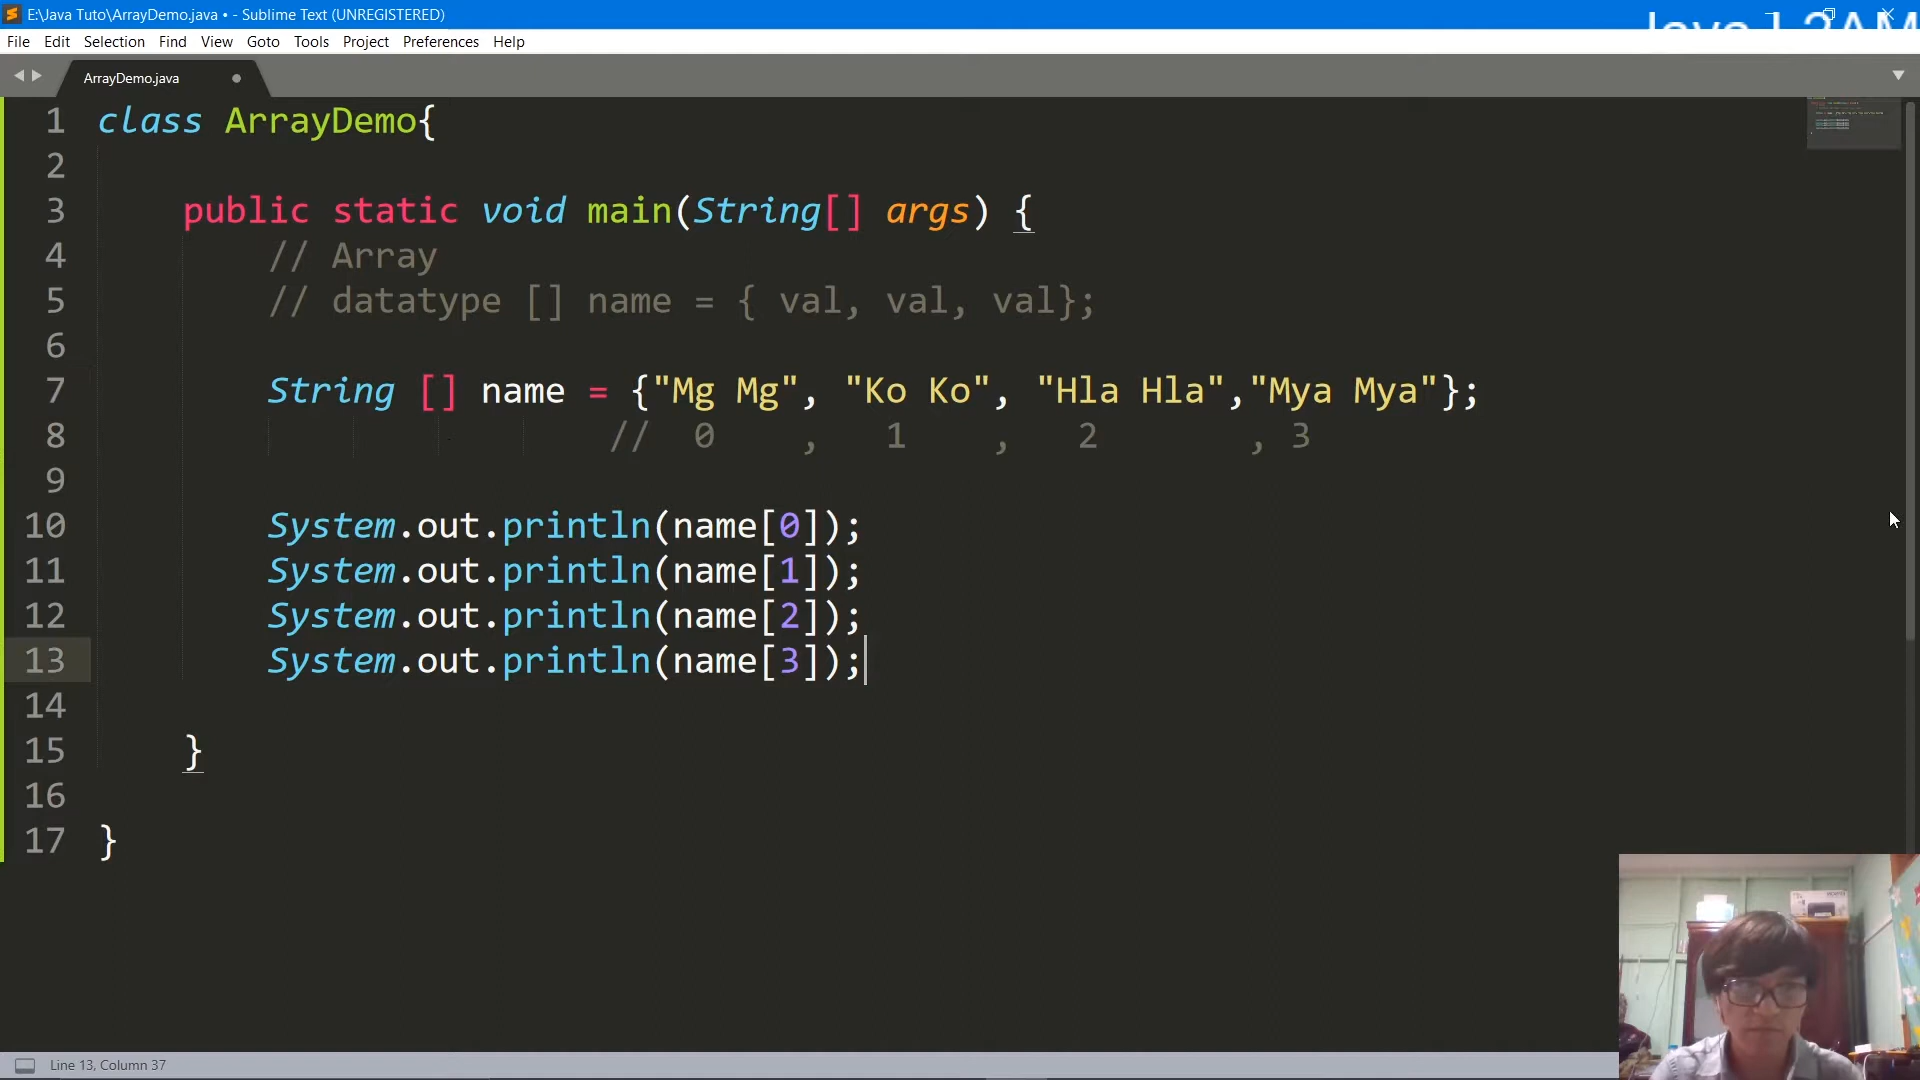 E:\Java Tuto\ArrayDemo.java • - Sublime Text (UNREGISTERED)
File Edit Selection Find View Goto Tools Project Preferences Help
ArrayDemo.java
1 class ArrayDemo{
2
3 public static void main(String[] args) {
4 // Array
5 // datatype [] name = { val, val, val};
6
7 String [] name = {"Mg Mg", "Ko Ko", "Hla Hla","Mya Mya"};
8 // 0 , 1 , 2 , 3
9
10 System.out.println(name[0]);
11 System.out.println(name[1]);
12 System.out.println(name[2]);
13 System.out.println(name[3]);
14
15 }
16
17 }
Line 13, Column 37